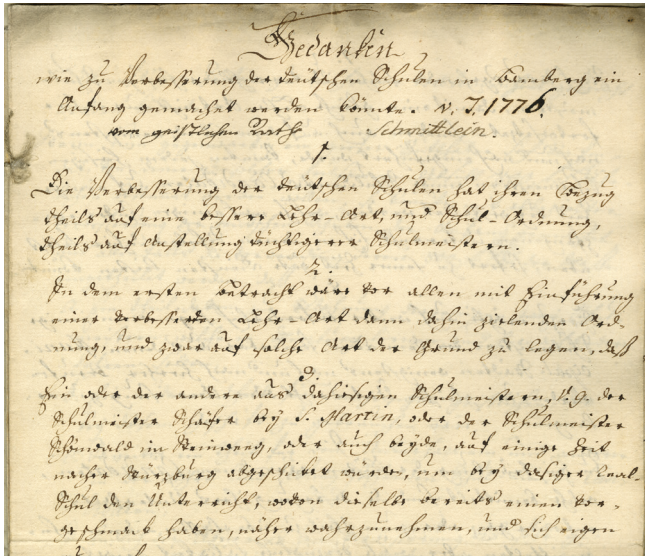 Gedanken
wie zu Verbesserung der deutschen Schulen in Bamberg ein
Anfang gemachet werden könnte. v. J. 1776.
vom geistlichen Rath Schmittlein.
1.
Die Verbesserung der deutschen Schulen hat ihren Bezug
theils auf eine bessere Lehr-Art, und Schul-Ordnung,
theils auf Anstellung tüchtigerer Schulmeistern.
2.
In dem ersten Betracht wäre vor allen mit Einführung
einer verbesserten Lehr-Art dann dahin zielenden Ord-
nung, und zwar auf solche Art der Grund zu legen, daß
3.
Ein oder der andere aus dahiesigen Schulmeistern, v. g. der
Schulmeister Schäfer bey S. Martin, oder der Schulmeister
Schönwald im Steinweeg, oder auch beyde, auf einige Zeit
nacher Würzburg abgeschicket würden, um bey dasiger Real-
Schul den Unterricht, wovon dieselbe bereits einen Vor-
geschmack haben, näher wahrzunehmen, und sich eigen